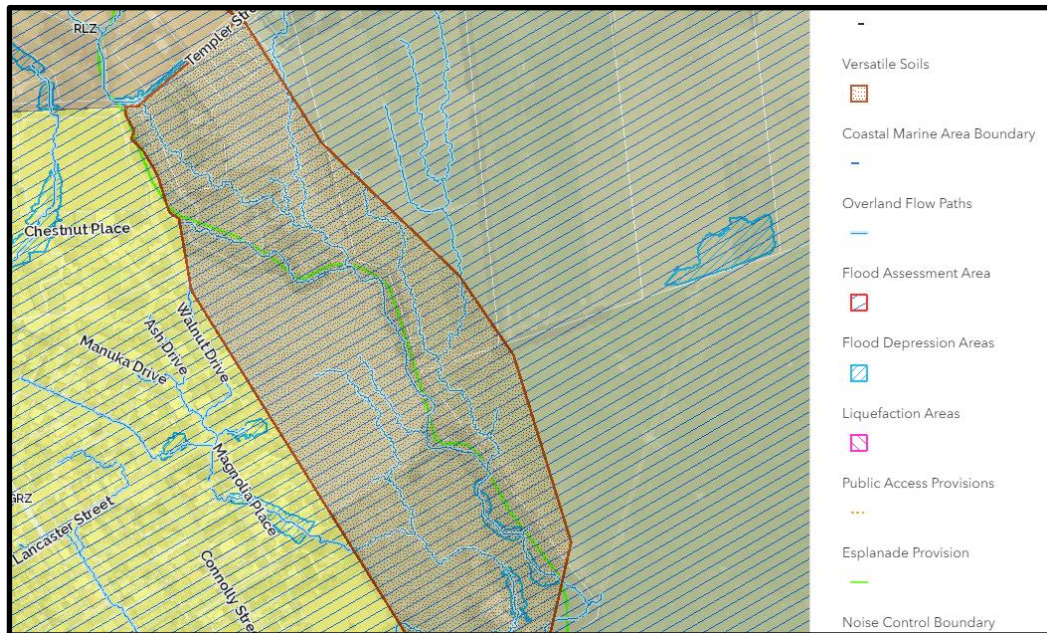 RLZ
Templer Street
Chestnut Place
Walnut Drive
Ash Drive
Manuka Drive
Magnolia Place
GRZ
Lancaster Street
Connolly Stre
Versatile Soils
Coastal Marine Area Boundary
Overland Flow Paths
Flood Assessment Area
Flood Depression Areas
Liquefaction Areas
Public Access Provisions
Esplanade Provision
Noise Control Boundary